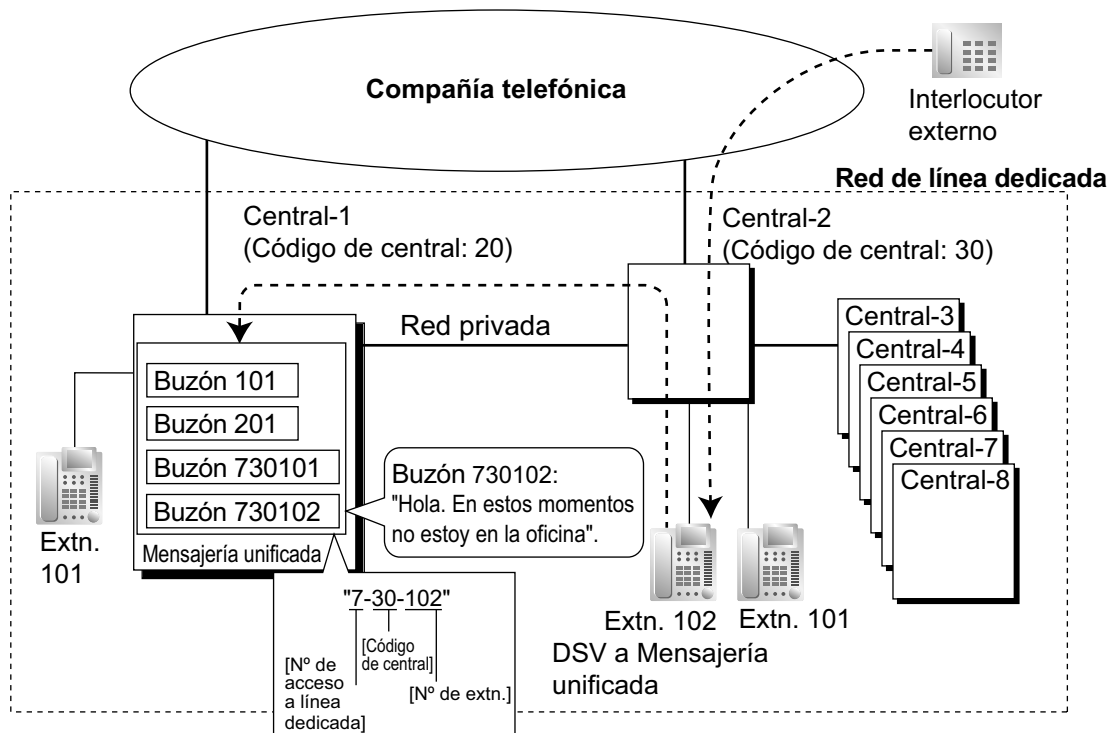 Compañía telefónica
Interlocutor
externo
Red de línea dedicada
Central-1
(Código de central: 20)
Central-2
(Código de central: 30)
Red privada
Central-3
Central-4
Central-5
Central-6
Central-7
Central-8
Buzón 101
Buzón 201
Buzón 730101
Buzón 730102
Mensajería unificada
Extn.
101
Buzón 730102:
"Hola. En estos momentos
no estoy en la oficina".
"7-30-102"
[Nº de
acceso
a línea
dedicada]
[Código
de central]
[Nº de extn.]
Extn. 102
DSV a Mensajería
unificada
Extn. 101